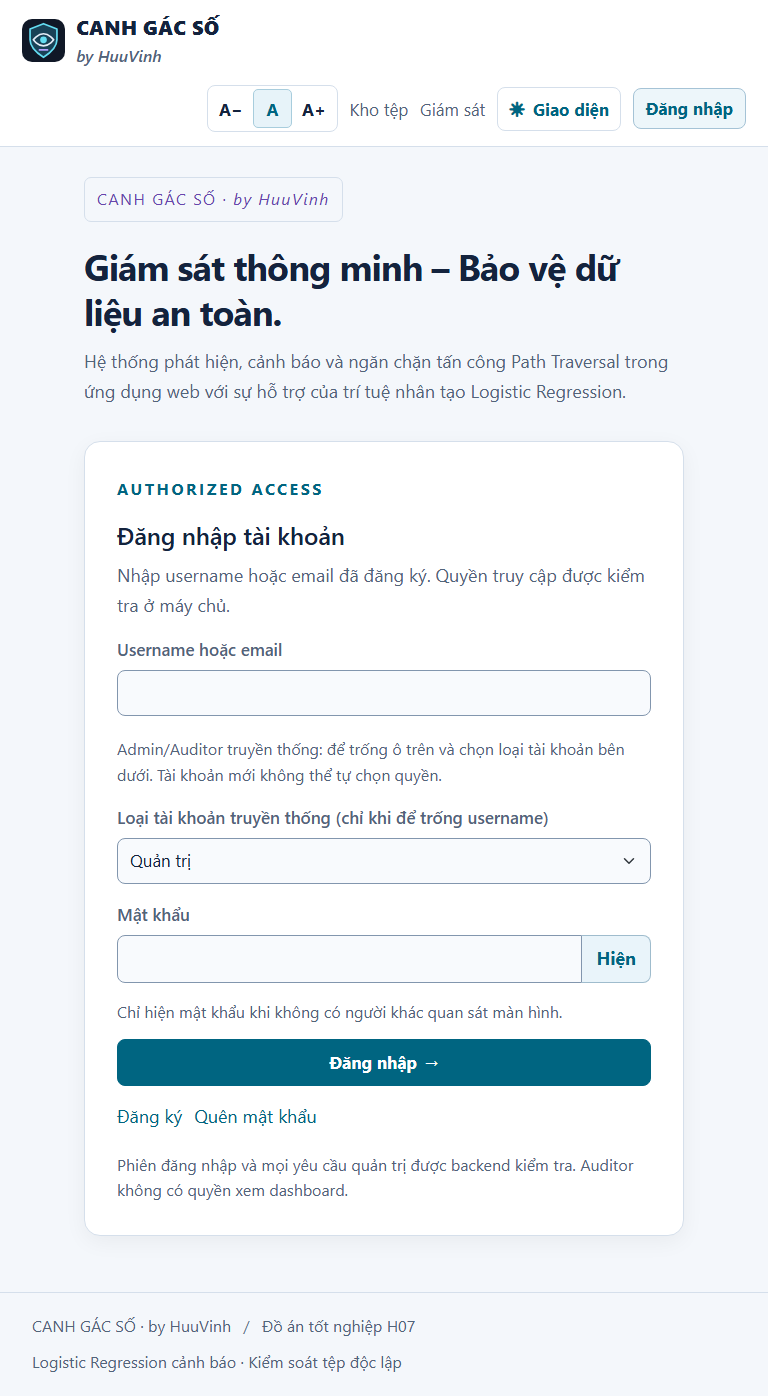 CANH GÁC SỐ
by HuuVinh
A− A A+ Kho tệp Giám sát Giao diện Đăng nhập
CANH GÁC SỐ · by HuuVinh
Giám sát thông minh – Bảo vệ dữ
liệu an toàn.
Hệ thống phát hiện, cảnh báo và ngăn chặn tấn công Path Traversal trong
ứng dụng web với sự hỗ trợ của trí tuệ nhân tạo Logistic Regression.
AUTHORIZED ACCESS
Đăng nhập tài khoản
Nhập username hoặc email đã đăng ký. Quyền truy cập được kiểm
tra ở máy chủ.
Username hoặc email
Admin/Auditor truyền thống: để trống ô trên và chọn loại tài khoản bên
dưới. Tài khoản mới không thể tự chọn quyền.
Loại tài khoản truyền thống (chỉ khi để trống username)
Quản trị
Mật khẩu
Hiện
Chỉ hiện mật khẩu khi không có người khác quan sát màn hình.
Đăng nhập →
Đăng ký Quên mật khẩu
Phiên đăng nhập và mọi yêu cầu quản trị được backend kiểm tra. Auditor
không có quyền xem dashboard.
CANH GÁC SỐ · by HuuVinh / Đồ án tốt nghiệp H07
Logistic Regression cảnh báo · Kiểm soát tệp độc lập